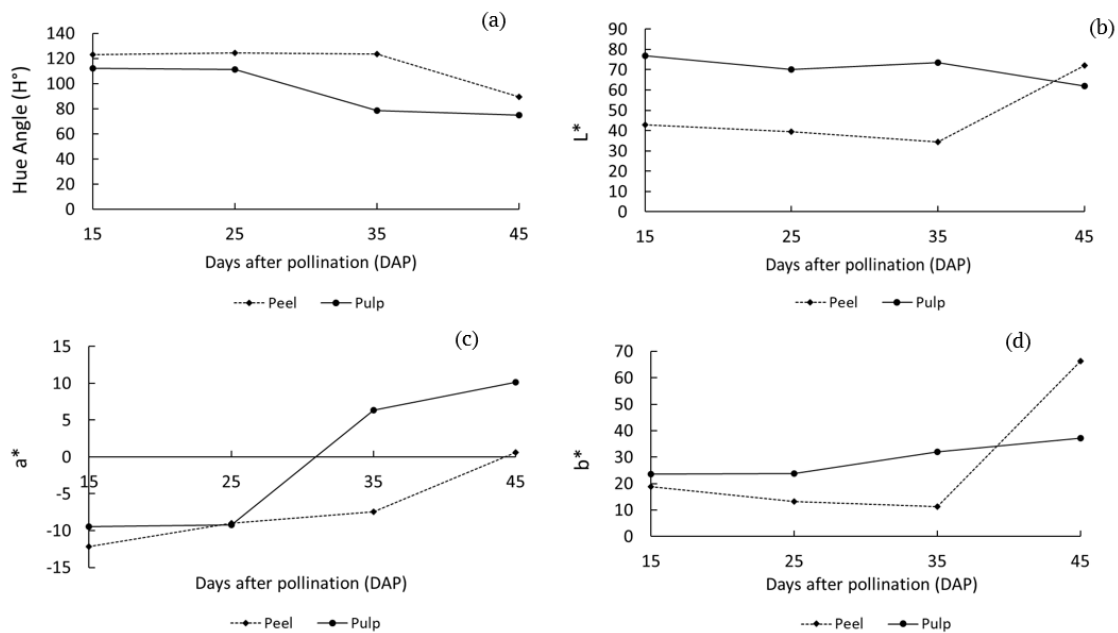 (a)
Hue Angle (H°)
140
120
100
80
60
40
20
0
15 25 35 45
Days after pollination (DAP)
Peel Pulp
(b)
L*
90
80
70
60
50
40
30
20
10
0
15 25 35 45
Days after pollination (DAP)
Peel Pulp
(c)
a*
15
10
5
0
-5
-10
-15
15 25 35 45
Days after pollination (DAP)
Peel Pulp
(d)
b*
70
60
50
40
30
20
10
0
15 25 35 45
Days after pollination (DAP)
Peel Pulp